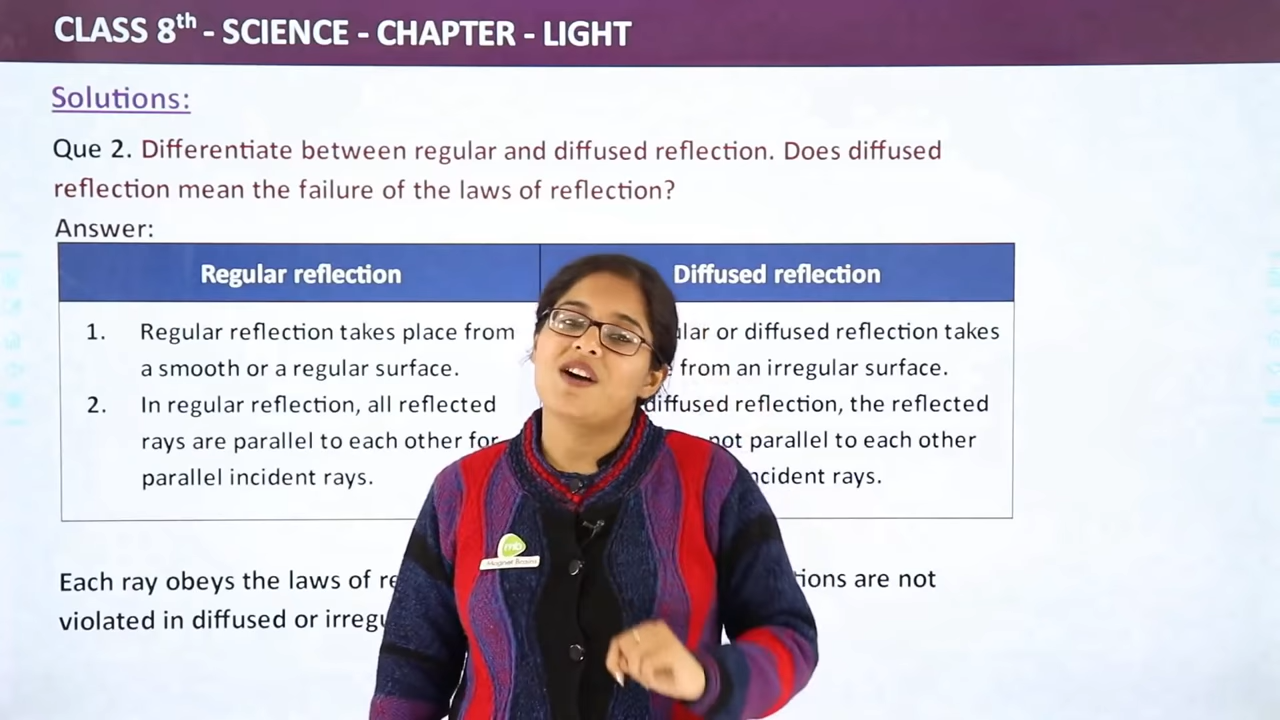 CLASS 8th - SCIENCE - CHAPTER - LIGHT
Solutions:
Que 2. Differentiate between regular and diffused reflection. Does diffused
reflection mean the failure of the laws of reflection?
Answer:
Regular reflection
Diffused reflection
1. Regular reflection takes place from
a smooth or a regular surface.
2. In regular reflection, all reflected
rays are parallel to each other for
parallel incident rays.
or diffused reflection takes
from an irregular surface.
diffused reflection, the reflected
not parallel to each other
rays.
Each ray obeys the laws of are not
violated in diffused or
Magnet Brains